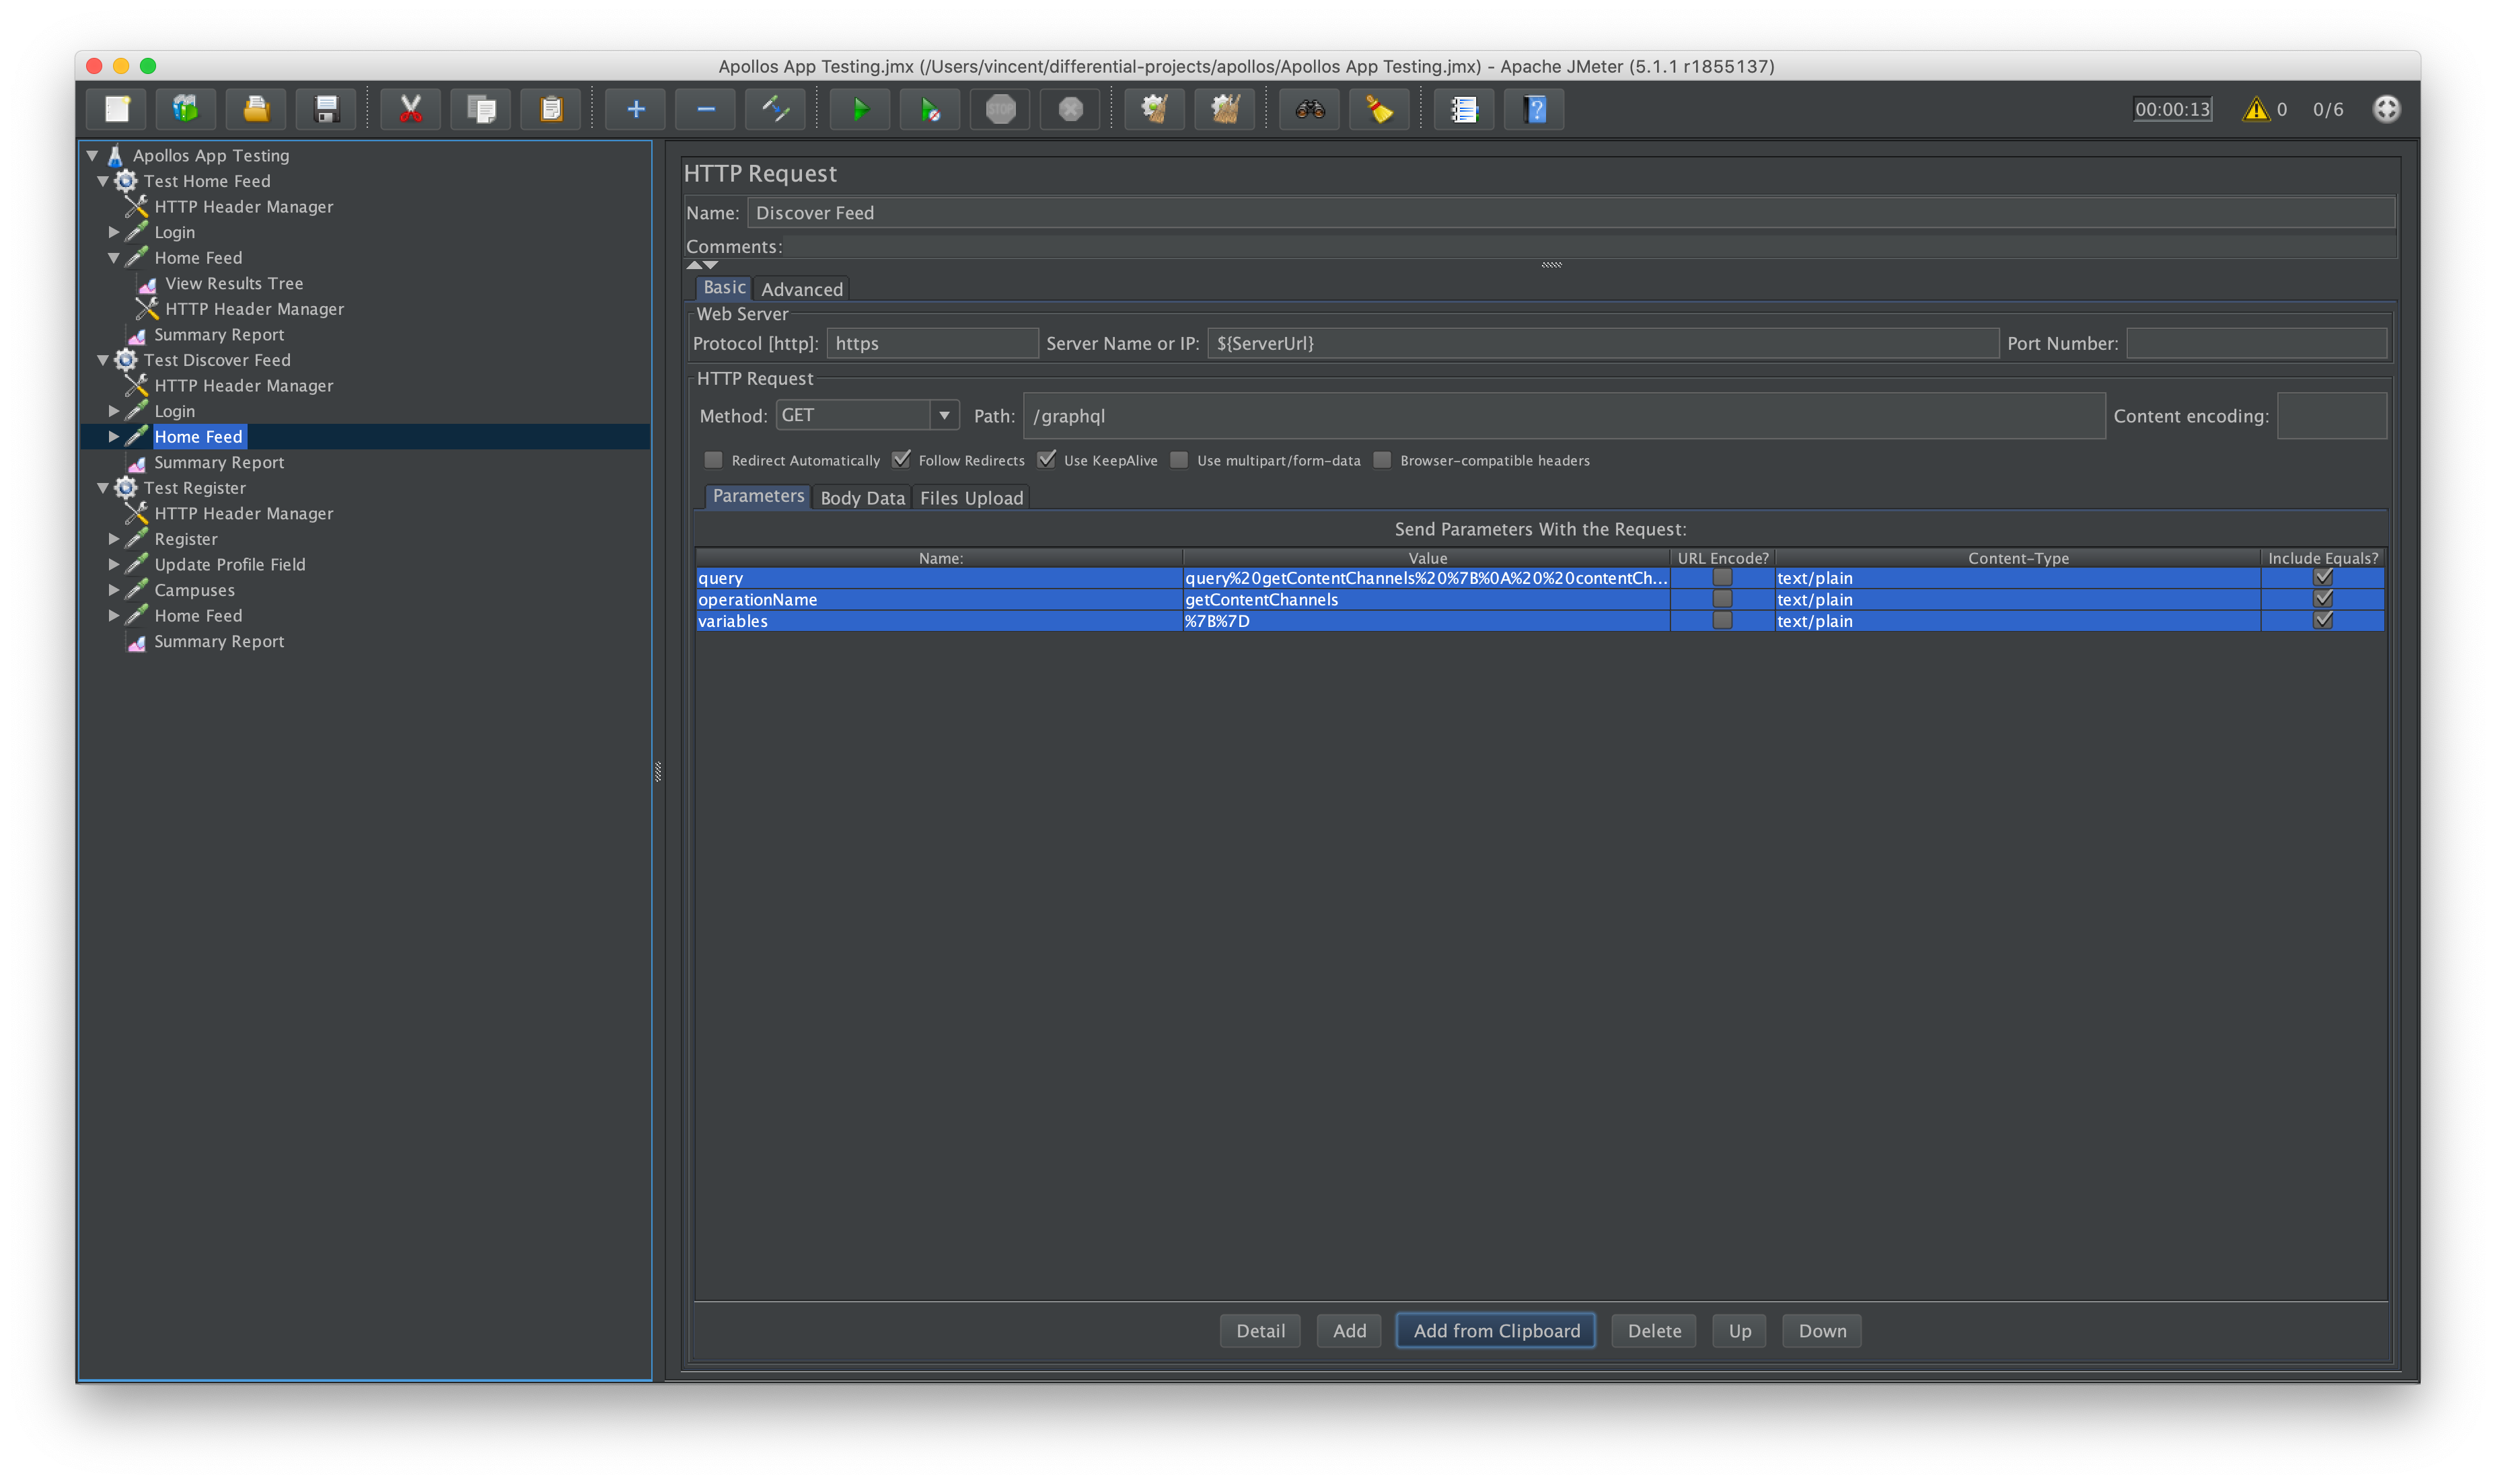 Apollos App Testing.jmx (/Users/vincent/differential-projects/apollos/Apollos App Testing.jmx) - Apache JMeter (5.1.1 r1855137)
00:00:13 0 0/6
Apollos App Testing
Test Home Feed
HTTP Header Manager
Login
Home Feed
View Results Tree
HTTP Header Manager
Summary Report
Test Discover Feed
HTTP Header Manager
Login
Home Feed
Summary Report
Test Register
HTTP Header Manager
Register
Update Profile Field
Campuses
Home Feed
Summary Report
HTTP Request
Name: Discover Feed
Comments:
Basic Advanced
Web Server
Protocol [http]: https Server Name or IP: ${ServerUrl} Port Number:
HTTP Request
Method: GET Path: /graphql Content encoding:
Redirect Automatically Follow Redirects Use KeepAlive Use multipart/form-data Browser-compatible headers
Parameters Body Data Files Upload
Send Parameters With the Request:
Name: Value URL Encode? Content-Type Include Equals?
query query%20getContentChannels%20%7B%0A%20%20contentCh... text/plain
operationName getContentChannels text/plain
variables %7B%7D text/plain
Detail Add Add from Clipboard Delete Up Down